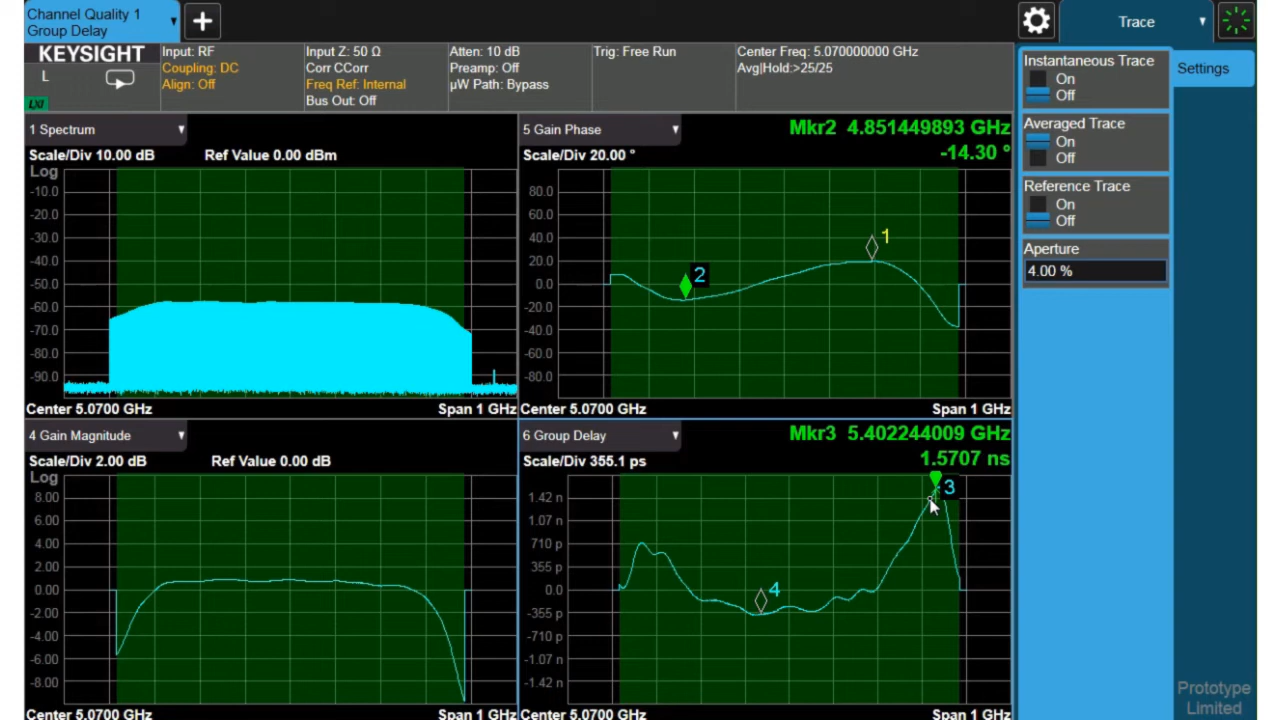 Channel Quality 1
Group Delay
+
Trace
KEYSIGHT
L
LXI
Input: RF
Coupling: DC
Align: Off
Input Z: 50 Ω
Corr CCorr
Freq Ref: Internal
Bus Out: Off
Atten: 10 dB
Preamp: Off
µW Path: Bypass
Trig: Free Run
Center Freq: 5.070000000 GHz
Avg|Hold:>25/25
1 Spectrum
Scale/Div 10.00 dB
Ref Value 0.00 dBm
Log
-10.0
-20.0
-30.0
-40.0
-50.0
-60.0
-70.0
-80.0
-90.0
Center 5.0700 GHz
Span 1 GHz
5 Gain Phase
Mkr2 4.851449893 GHz
Scale/Div 20.00 °
-14.30 °
80.0
60.0
40.0
20.0
0.0
-20.0
-40.0
-60.0
-80.0
1
2
Center 5.0700 GHz
Span 1 GHz
4 Gain Magnitude
Scale/Div 2.00 dB
Ref Value 0.00 dB
Log
8.00
6.00
4.00
2.00
0.00
-2.00
-4.00
-6.00
-8.00
Center 5.0700 GHz
Span 1 GHz
6 Group Delay
Mkr3 5.402244009 GHz
Scale/Div 355.1 ps
1.5707 ns
1.42 n
1.07 n
710 p
355 p
0.0
-355 p
-710 p
-1.07 n
-1.42 n
3
4
Center 5.0700 GHz
Span 1 GHz
Instantaneous Trace
On
Off
Averaged Trace
On
Off
Reference Trace
On
Off
Aperture
4.00 %
Settings
Prototype
Limited